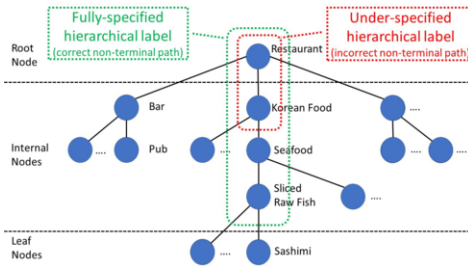 Fully-specified
hierarchical label
(correct non-terminal path)
Under-specified
hierarchical label
(incorrect non-terminal path)
Root
Node
Restaurant
Bar
Korean Food
....
Internal
Nodes
....
Pub
....
Seafood
....
....
Sliced
Raw Fish
....
Leaf
Nodes
....
Sashimi